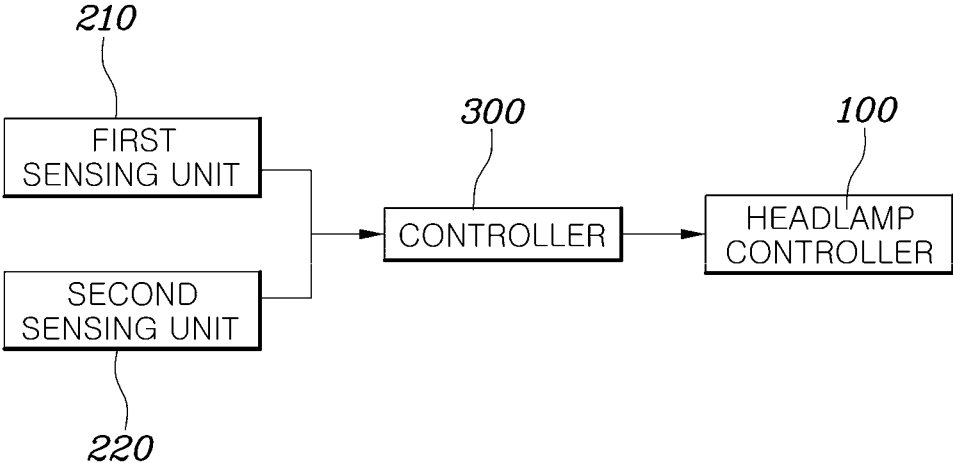 210
FIRST
SENSING UNIT
300
CONTROLLER
100
HEADLAMP
CONTROLLER
SECOND
SENSING UNIT
220